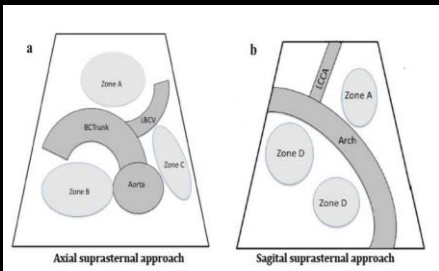 a
Zone A
BCTrunk
LBCV
Zone C
Zone B
Aorta
Axial suprasternal approach
b
LCCA
Zone A
Arch
Zone D
Zone D
Sagital suprasternal approach